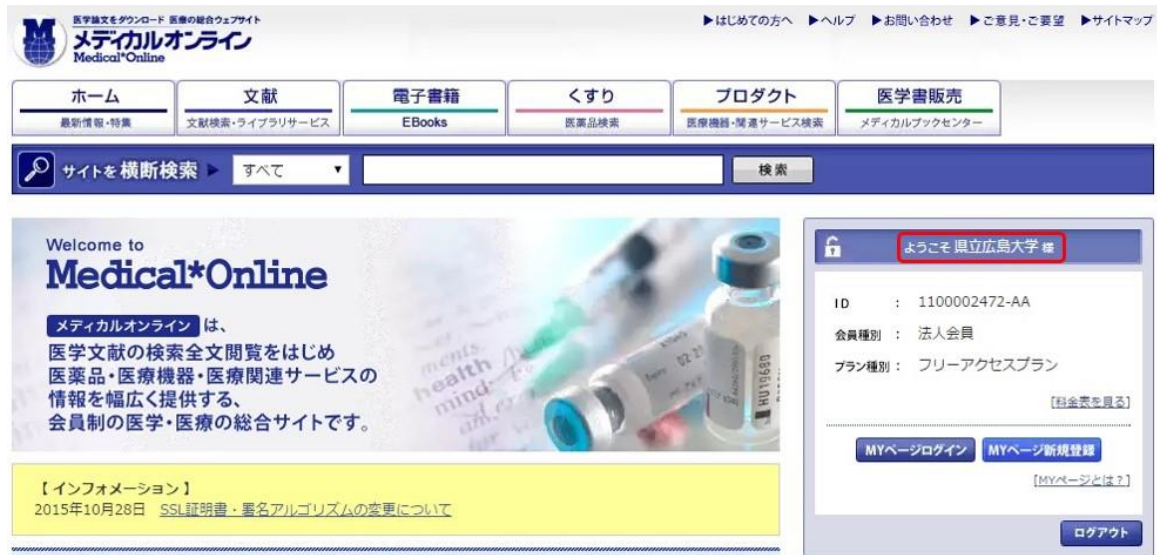 医学論文をダウンロード 医療の総合ウェブサイト
メディカルオンライン
Medical*Online
▶はじめての方へ ▶ヘルプ ▶お問い合わせ ▶ご意見・ご要望 ▶サイトマップ
ホーム 文献 電子書籍 くすり プロダクト 医学書販売
最新情報・特集 文献検索・ライブラリサービス EBooks 医薬品検索 医療機器・関連サービス検索 メディカルブックセンター
サイトを横断検索 ▶ すべて ▼ 検索
Welcome to
Medical*Online
メディカルオンライン は、
医学文献の検索全文閲覧をはじめ
医薬品・医療機器・医療関連サービスの
情報を幅広く提供する、
会員制の医学・医療の総合サイトです。
health
mind
HU19689
ようこそ 県立広島大学 様
ID : 1100002472-AA
会員種別 : 法人会員
プラン種別 : フリーアクセスプラン
[料金表を見る]
MYページログイン MYページ新規登録
[MYページとは?]
ログアウト
【 インフォメーション 】
2015年10月28日 SSL証明書・署名アルゴリズムの変更について